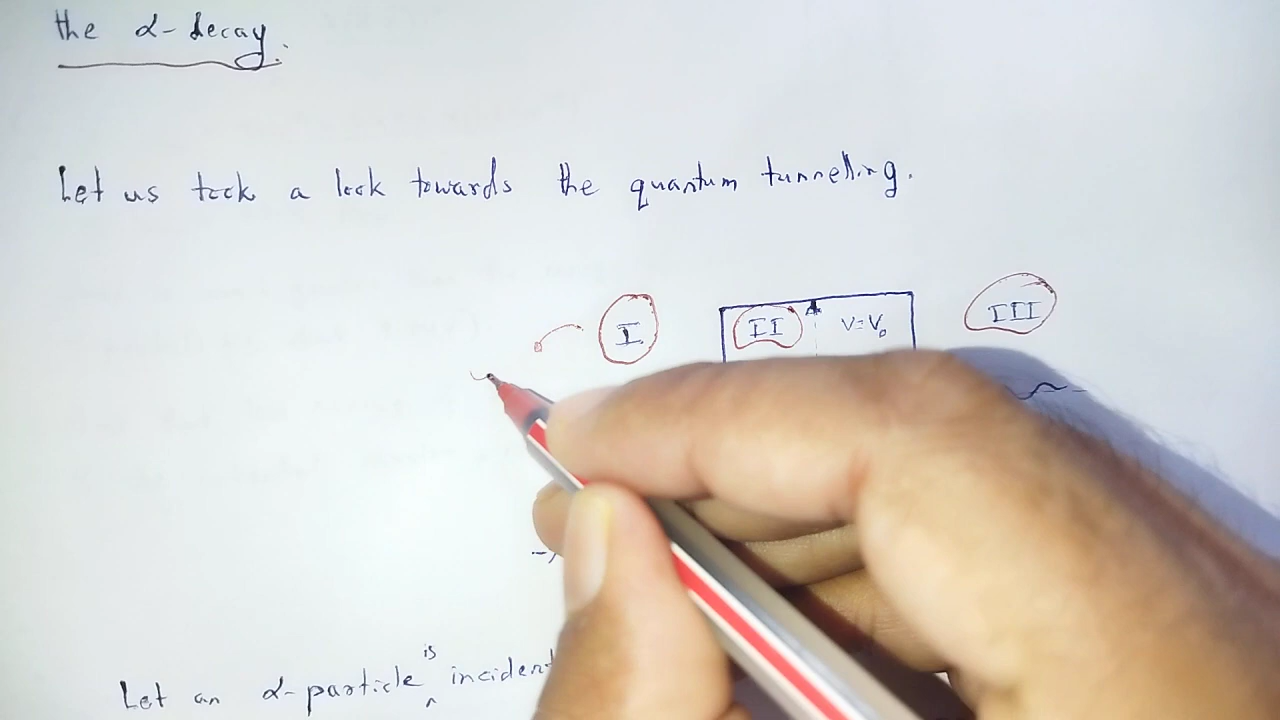 the α-decay.
Let us took a look towards the quantum tunnelling.
I II V=V₀ III
Let an α-particle is incident